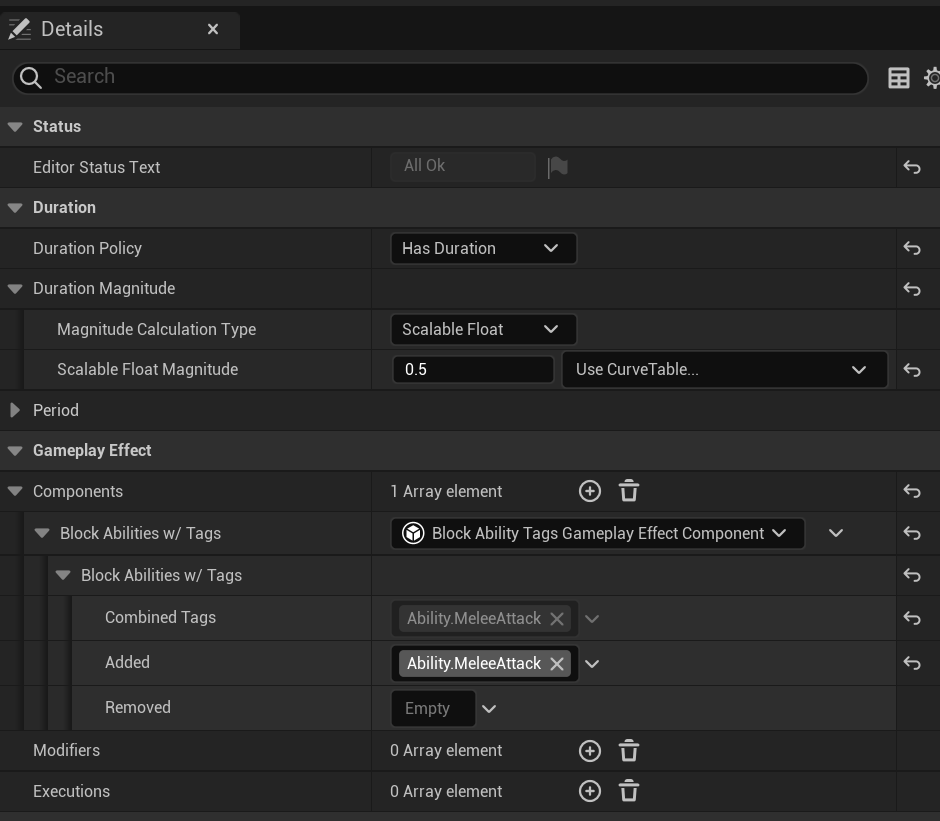 Details
Search
Status
Editor Status Text All Ok
Duration
Duration Policy Has Duration
Duration Magnitude
Magnitude Calculation Type Scalable Float
Scalable Float Magnitude 0.5 Use CurveTable...
Period
Gameplay Effect
Components 1 Array element
Block Abilities w/ Tags Block Ability Tags Gameplay Effect Component
Block Abilities w/ Tags
Combined Tags Ability.MeleeAttack
Added Ability.MeleeAttack
Removed Empty
Modifiers 0 Array element
Executions 0 Array element